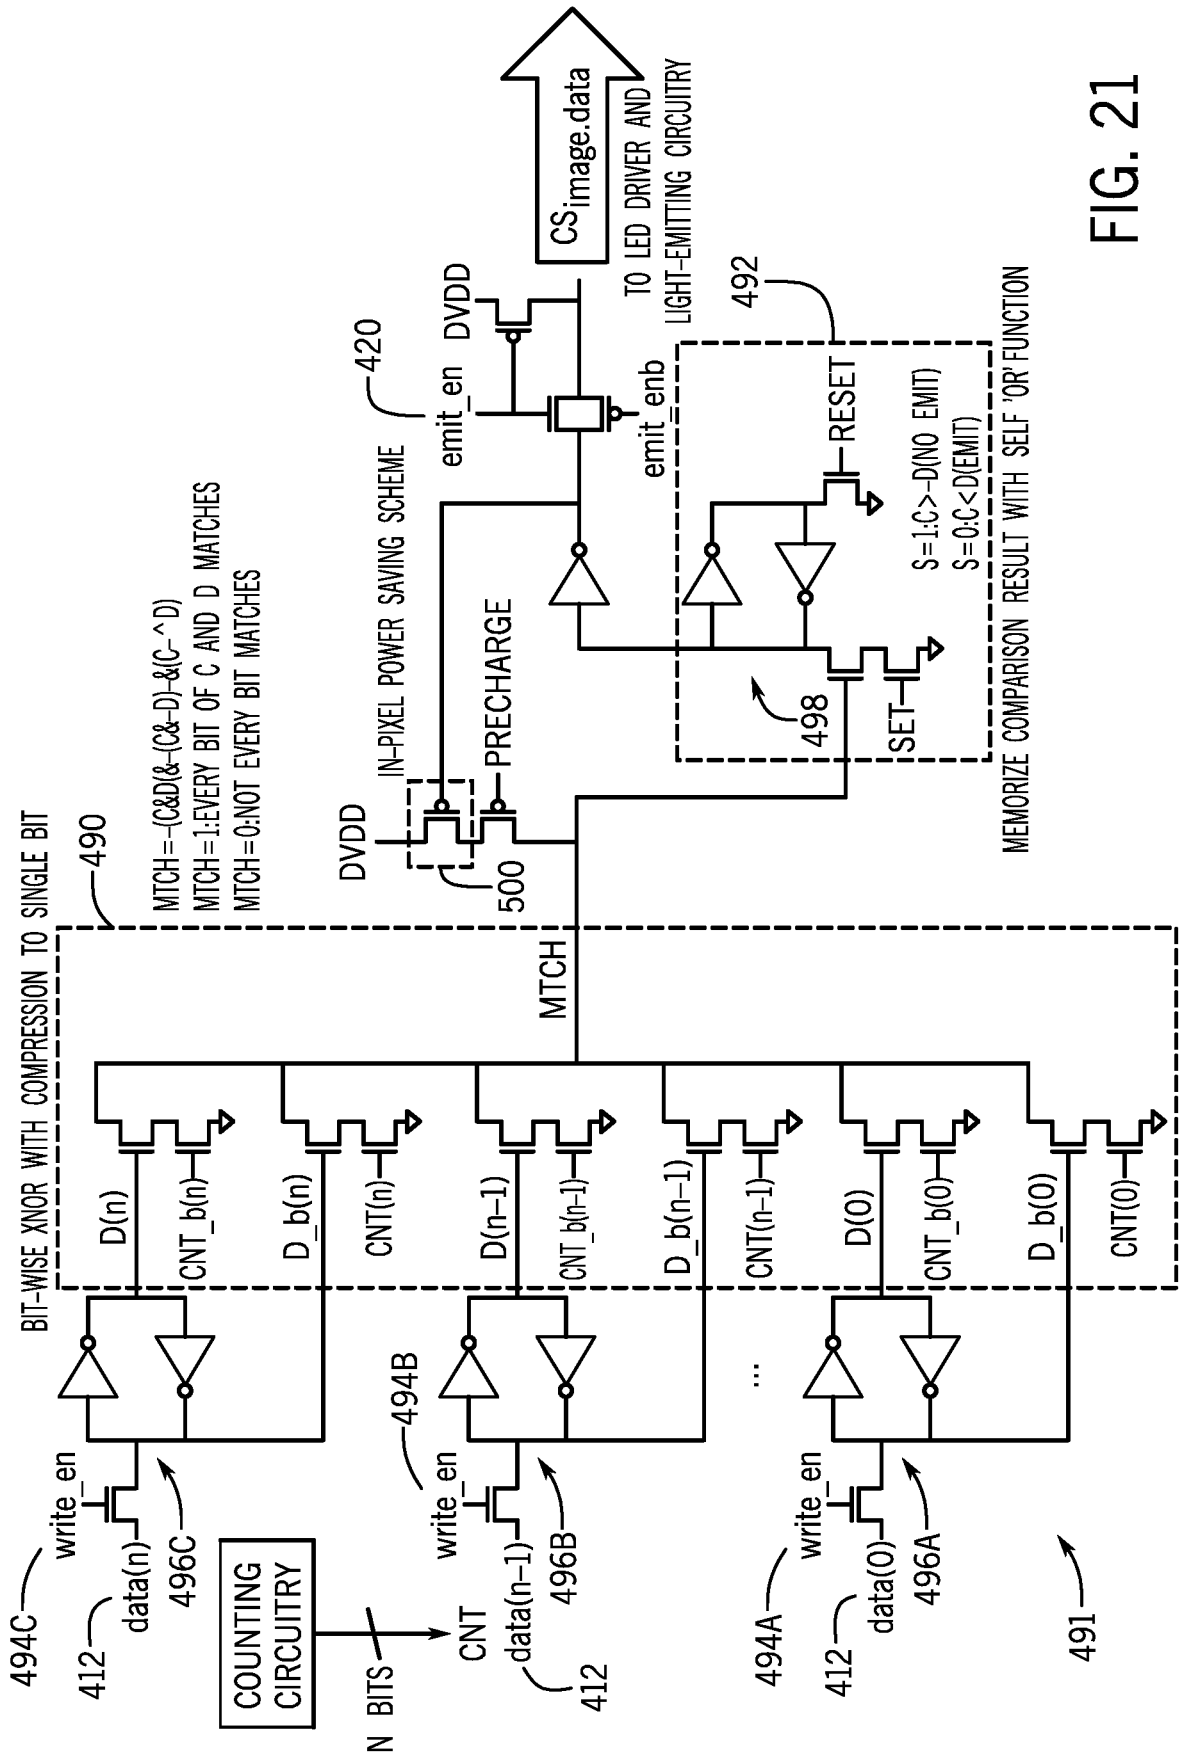 BIT-WISE XNOR WITH COMPRESSION TO SINGLE BIT
490
MTCH=-(C&D(&-(C&-D)-&(C-^D)
MTCH=1:EVERY BIT OF C AND D MATCHES
MTCH=0:NOT EVERY BIT MATCHES
494C
write_en
412
data(n)
496C
D(n)
CNT_b(n)
D_b(n)
CNT(n)
COUNTING
CIRCUITRY
N BITS
CNT
494B
write_en
data(n-1)
412
496B
D(n-1)
CNT_b(n-1)
D_b(n-1)
CNT(n-1)
...
494A
write_en
412
data(0)
496A
D(0)
CNT_b(0)
D_b(0)
CNT(0)
491
MTCH
DVDD
500
IN-PIXEL POWER SAVING SCHEME
PRECHARGE
420
emit_en
DVDD
emit_enb
CSimage.data
TO LED DRIVER AND
LIGHT-EMITTING CIRCUITRY
492
498
SET
RESET
S=1:C>-D(NO EMIT)
S=0:C<D(EMIT)
MEMORIZE COMPARISON RESULT WITH SELF 'OR' FUNCTION
FIG. 21